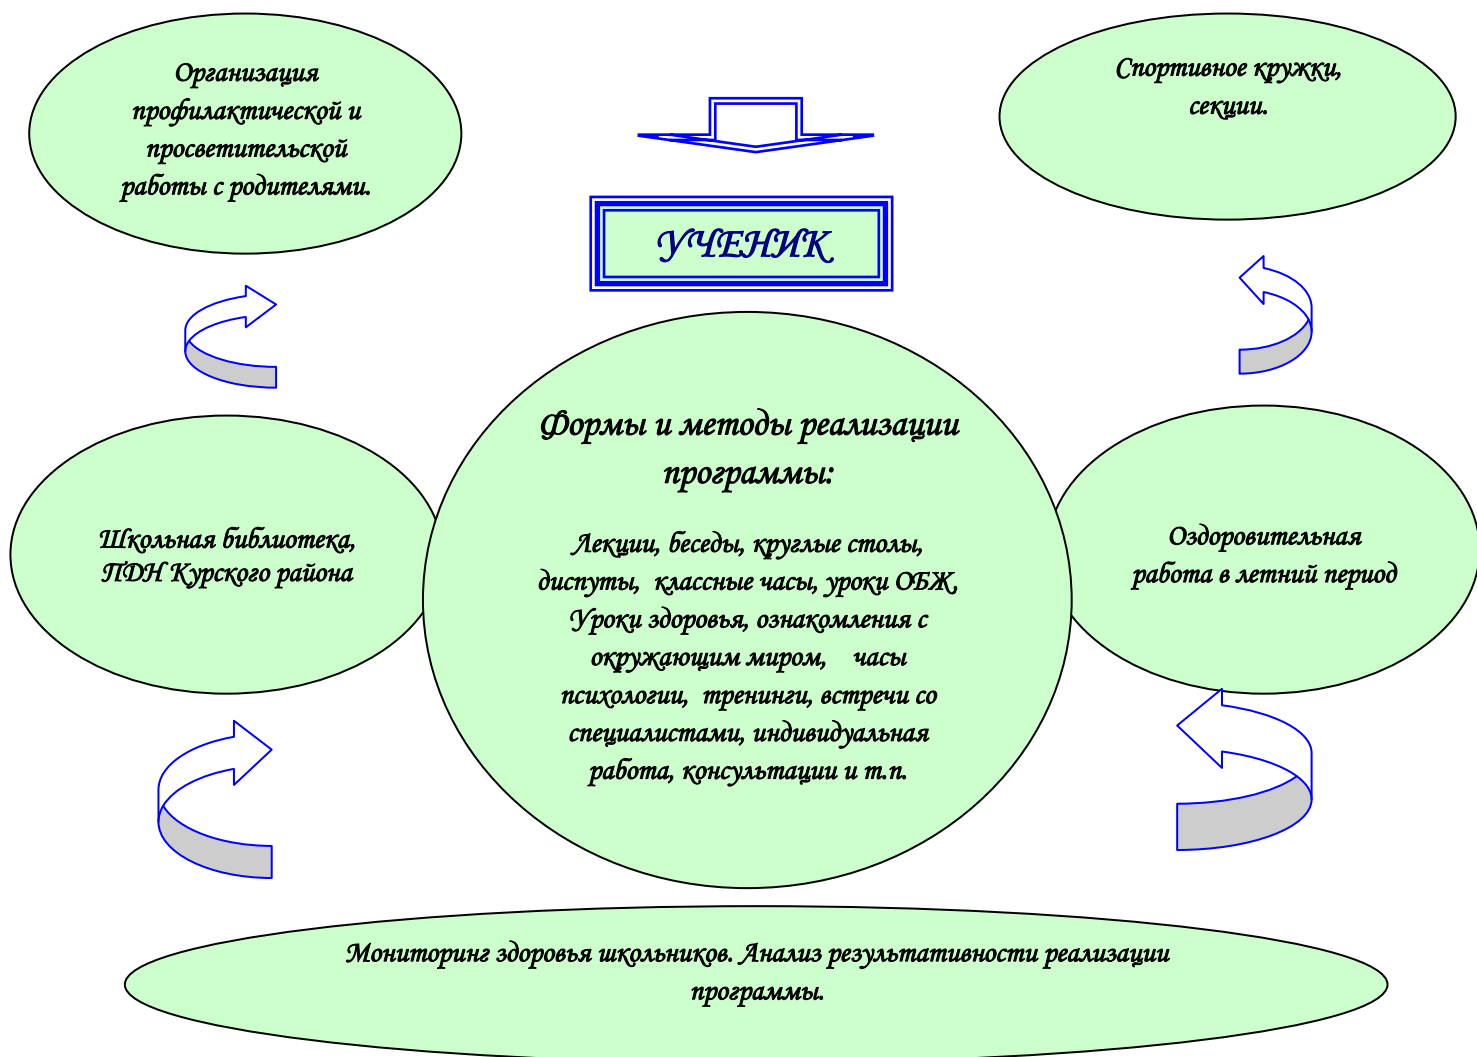 Организация
профилактической и
просветительской
работы с родителями.
Спортивное кружки,
секции.
УЧЕНИК
Формы и методы реализации
программы:
Лекции, беседы, круглые столы,
диспуты, классные часы, уроки ОБЖ,
Уроки здоровья, ознакомления с
окружающим миром, часы
психологии, тренинги, встречи со
специалистами, индивидуальная
работа, консультации и т.п.
Школьная библиотека,
ПДН Курского района
Оздоровительная
работа в летний период
Мониторинг здоровья школьников. Анализ результативности реализации
программы.